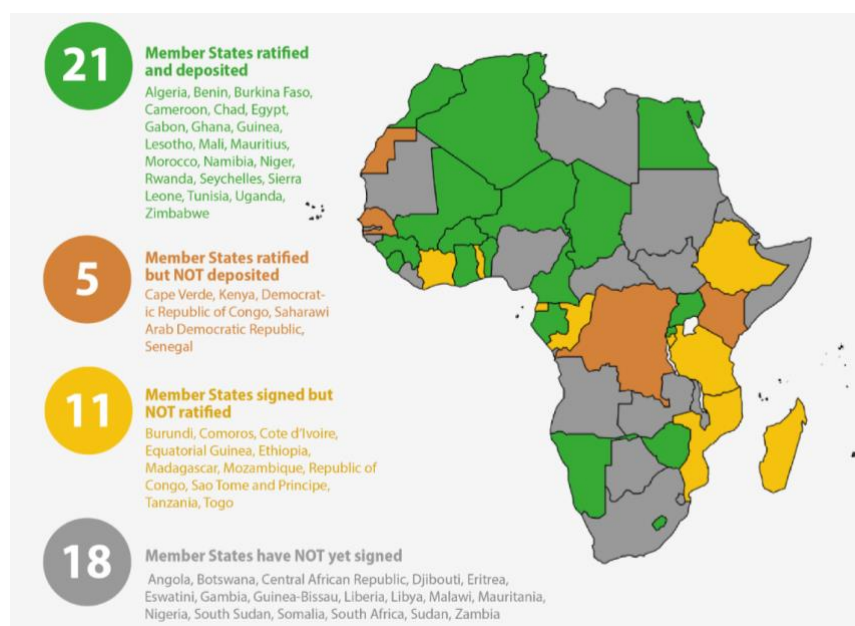 21
Member States ratified
and deposited
Algeria, Benin, Burkina Faso,
Cameroon, Chad, Egypt,
Gabon, Ghana, Guinea,
Lesotho, Mali, Mauritius,
Morocco, Namibia, Niger,
Rwanda, Seychelles, Sierra
Leone, Tunisia, Uganda,
Zimbabwe
5
Member States ratified
but NOT deposited
Cape Verde, Kenya, Democrat-
ic Republic of Congo, Saharawi
Arab Democratic Republic,
Senegal
11
Member States signed but
NOT ratified
Burundi, Comoros, Cote d'Ivoire,
Equatorial Guinea, Ethiopia,
Madagascar, Mozambique, Republic of
Congo, Sao Tome and Principe,
Tanzania, Togo
18
Member States have NOT yet signed
Angola, Botswana, Central African Republic, Djibouti, Eritrea,
Eswatini, Gambia, Guinea-Bissau, Liberia, Libya, Malawi, Mauritania,
Nigeria, South Sudan, Somalia, South Africa, Sudan, Zambia